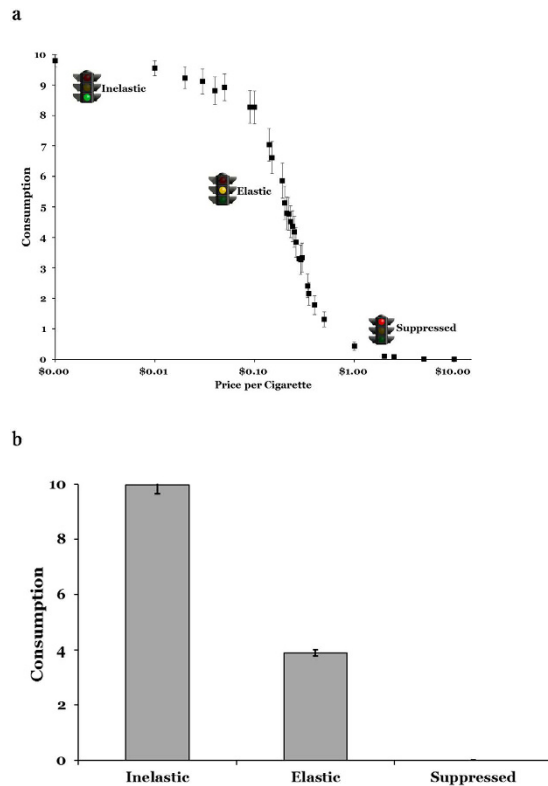 a
10
9
8
7
6
5
4
3
2
1
0
Consumption
Inelastic
Elastic
Suppressed
$0.00 $0.01 $0.10 $1.00 $10.00
Price per Cigarette
b
10
8
6
4
2
0
Consumption
Inelastic Elastic Suppressed